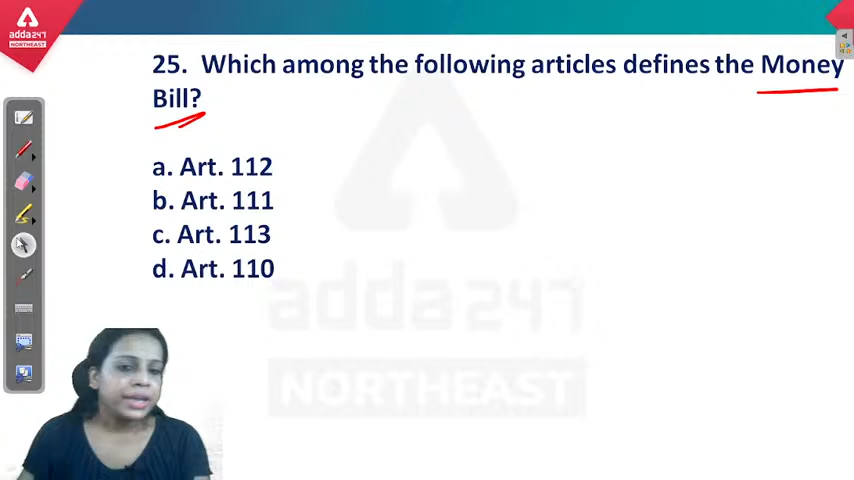 adda247
NORTHEAST
25. Which among the following articles defines the Money
Bill?
a. Art. 112
b. Art. 111
c. Art. 113
d. Art. 110
adda247
NORTHEAST